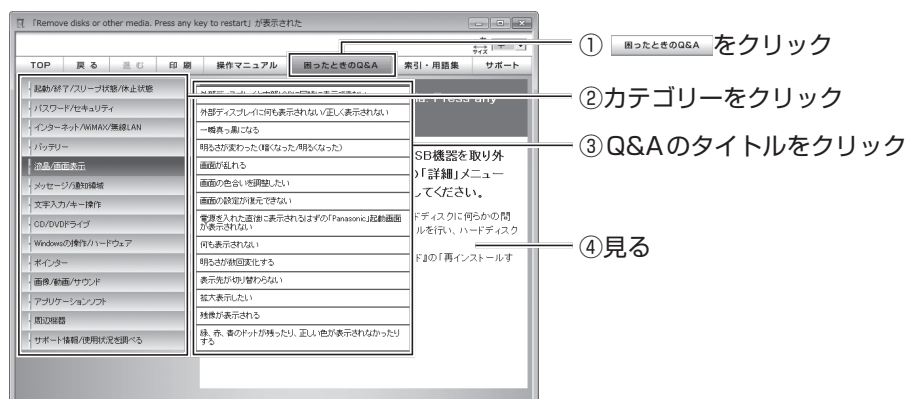 「Remove disks or other media. Press any key to restart」が表示された
サイズ
TOP 戻る 進む 印刷 操作マニュアル 困ったときのQ&A 索引・用語集 サポート
① 困ったときのQ&A をクリック
②カテゴリーをクリック
③Q&Aのタイトルをクリック
④見る
起動/終了/スリープ状態/休止状態
パスワード/セキュリティ
インターネット/WiMAX/無線LAN
バッテリー
液晶/画面表示
メッセージ/通知領域
文字入力/キー操作
CD/DVDドライブ
Windowsの操作/ハードウェア
ポインター
画像/動画/サウンド
アプリケーションソフト
周辺機器
サポート情報/使用状況を調べる
外部ディスプレイに何も表示されない/正しく表示されない
一瞬真っ黒になる
明るさが変わった(暗くなった/明るくなった)
画面が乱れる
画面の色合いを調整したい
画面の設定が復元できない
電源を入れた直後に表示されるはずの「Panasonic」起動画面
が表示されない
何も表示されない
明るさが数回変化する
表示先が切り替わらない
拡大表示したい
残像が表示される
緑、赤、青のドットが残ったり、正しい色が表示されなかったり
する
Press any
SB機器を取り外
の「詳細」メニュー
してください。
ドディスクに何らかの問
ルを行い、ハードディスク
ド』の「再インストールす